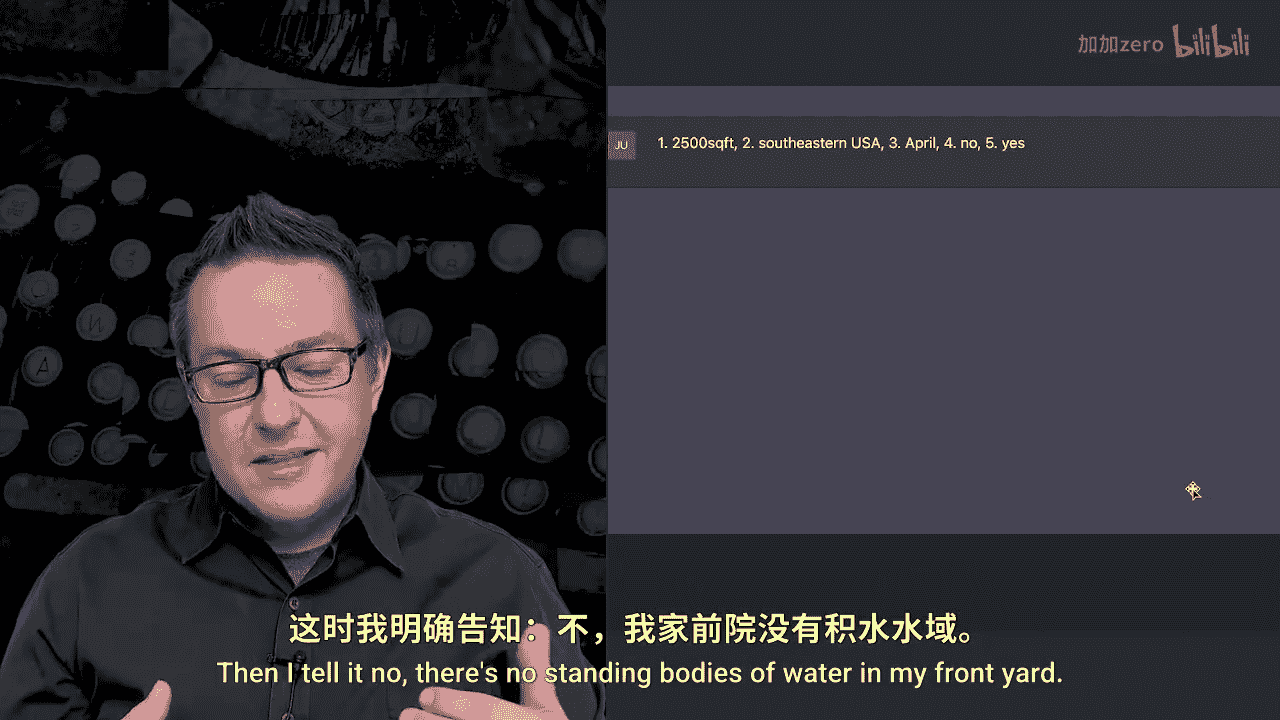 加加zero bilibili
JU 1. 2500sqft, 2. southeastern USA, 3. April, 4. no, 5. yes
这时我明确告知：不，我家前院没有积水水域。
Then I tell it no, there's no standing bodies of water in my front yard.